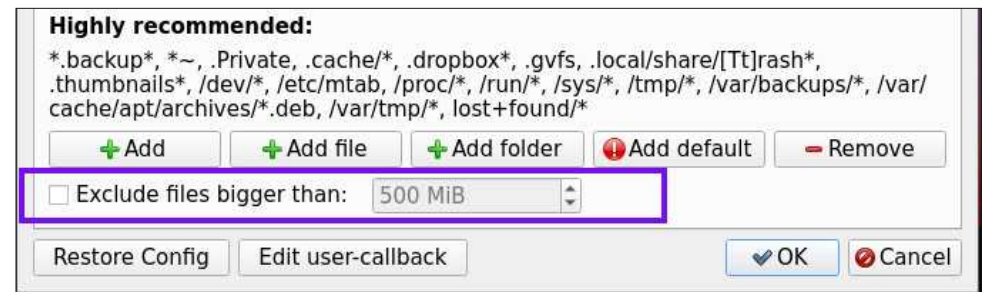 Highly recommended:
*.backup*, *~, .Private, .cache/*, .dropbox*, .gvfs, .local/share/[Tt]rash*,
.thumbnails*, /dev/*, /etc/mtab, /proc/*, /run/*, /sys/*, /tmp/*, /var/backups/*, /var/
cache/apt/archives/*.deb, /var/tmp/*, lost+found/*
Add Add file Add folder Add default Remove
Exclude files bigger than: 500 MiB
Restore Config Edit user-callback OK Cancel